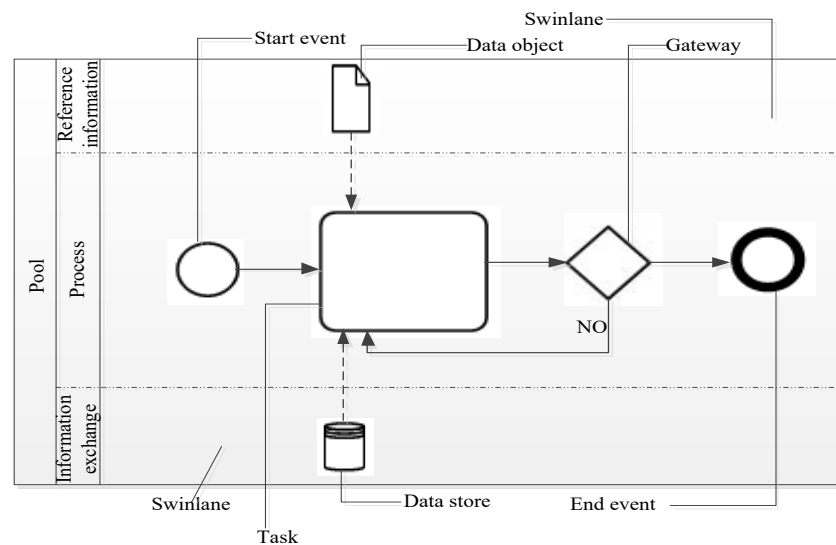 Swinlane
Start event
Data object
Gateway
Pool
Reference
information
Process
NO
Information
exchange
Swinlane
Data store
End event
Task